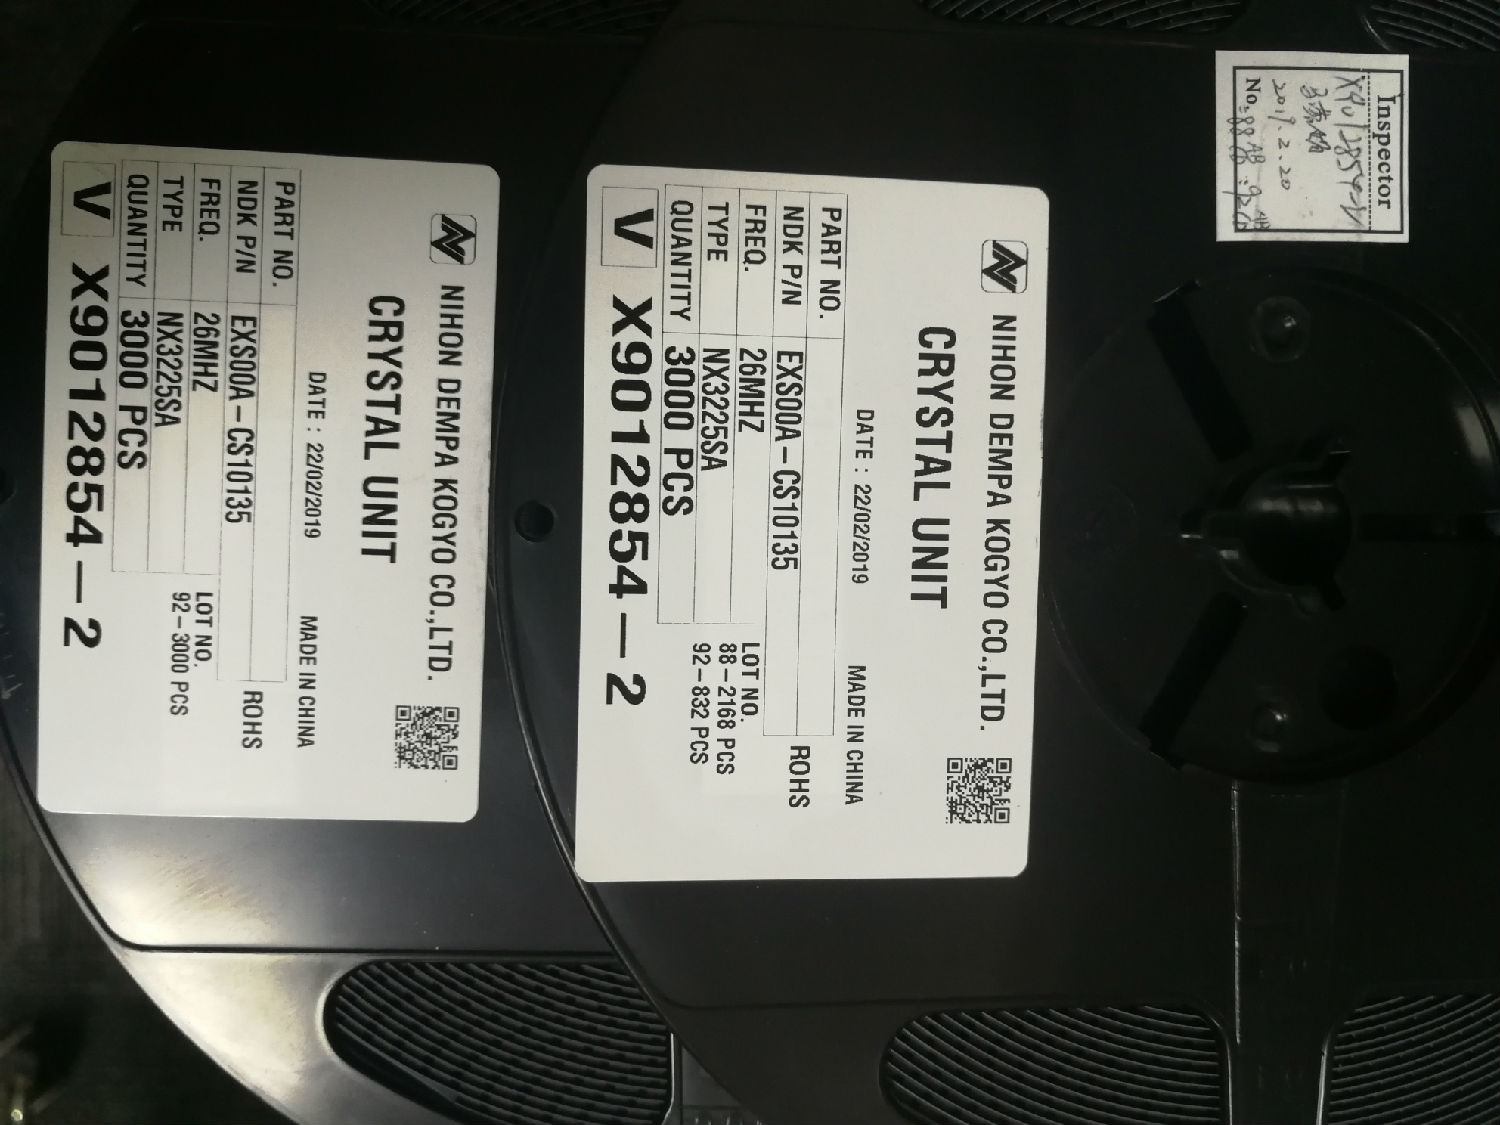 NIHON DEMPA KOGYO CO.,LTD.
CRYSTAL UNIT
DATE : 22/02/2019 MADE IN CHINA
PART NO.
NDK P/N EXS00A-CS10135 ROHS
FREQ. 26MHZ
TYPE NX3225SA
QUANTITY 3000 PCS
LOT NO.
92-3000 PCS
V X9012854-2
NIHON DEMPA KOGYO CO.,LTD.
CRYSTAL UNIT
DATE : 22/02/2019 MADE IN CHINA
PART NO.
NDK P/N EXS00A-CS10135 ROHS
FREQ. 26MHZ
TYPE NX3225SA
QUANTITY 3000 PCS
LOT NO.
88-2168 PCS
92-832 PCS
V X9012854-2
Inspector
2019.2.20
No.